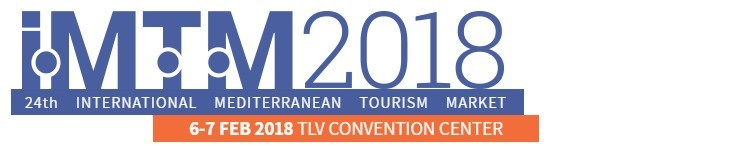 iMTM2018
24th INTERNATIONAL MEDITERRANEAN TOURISM MARKET
6-7 FEB 2018 TLV CONVENTION CENTER